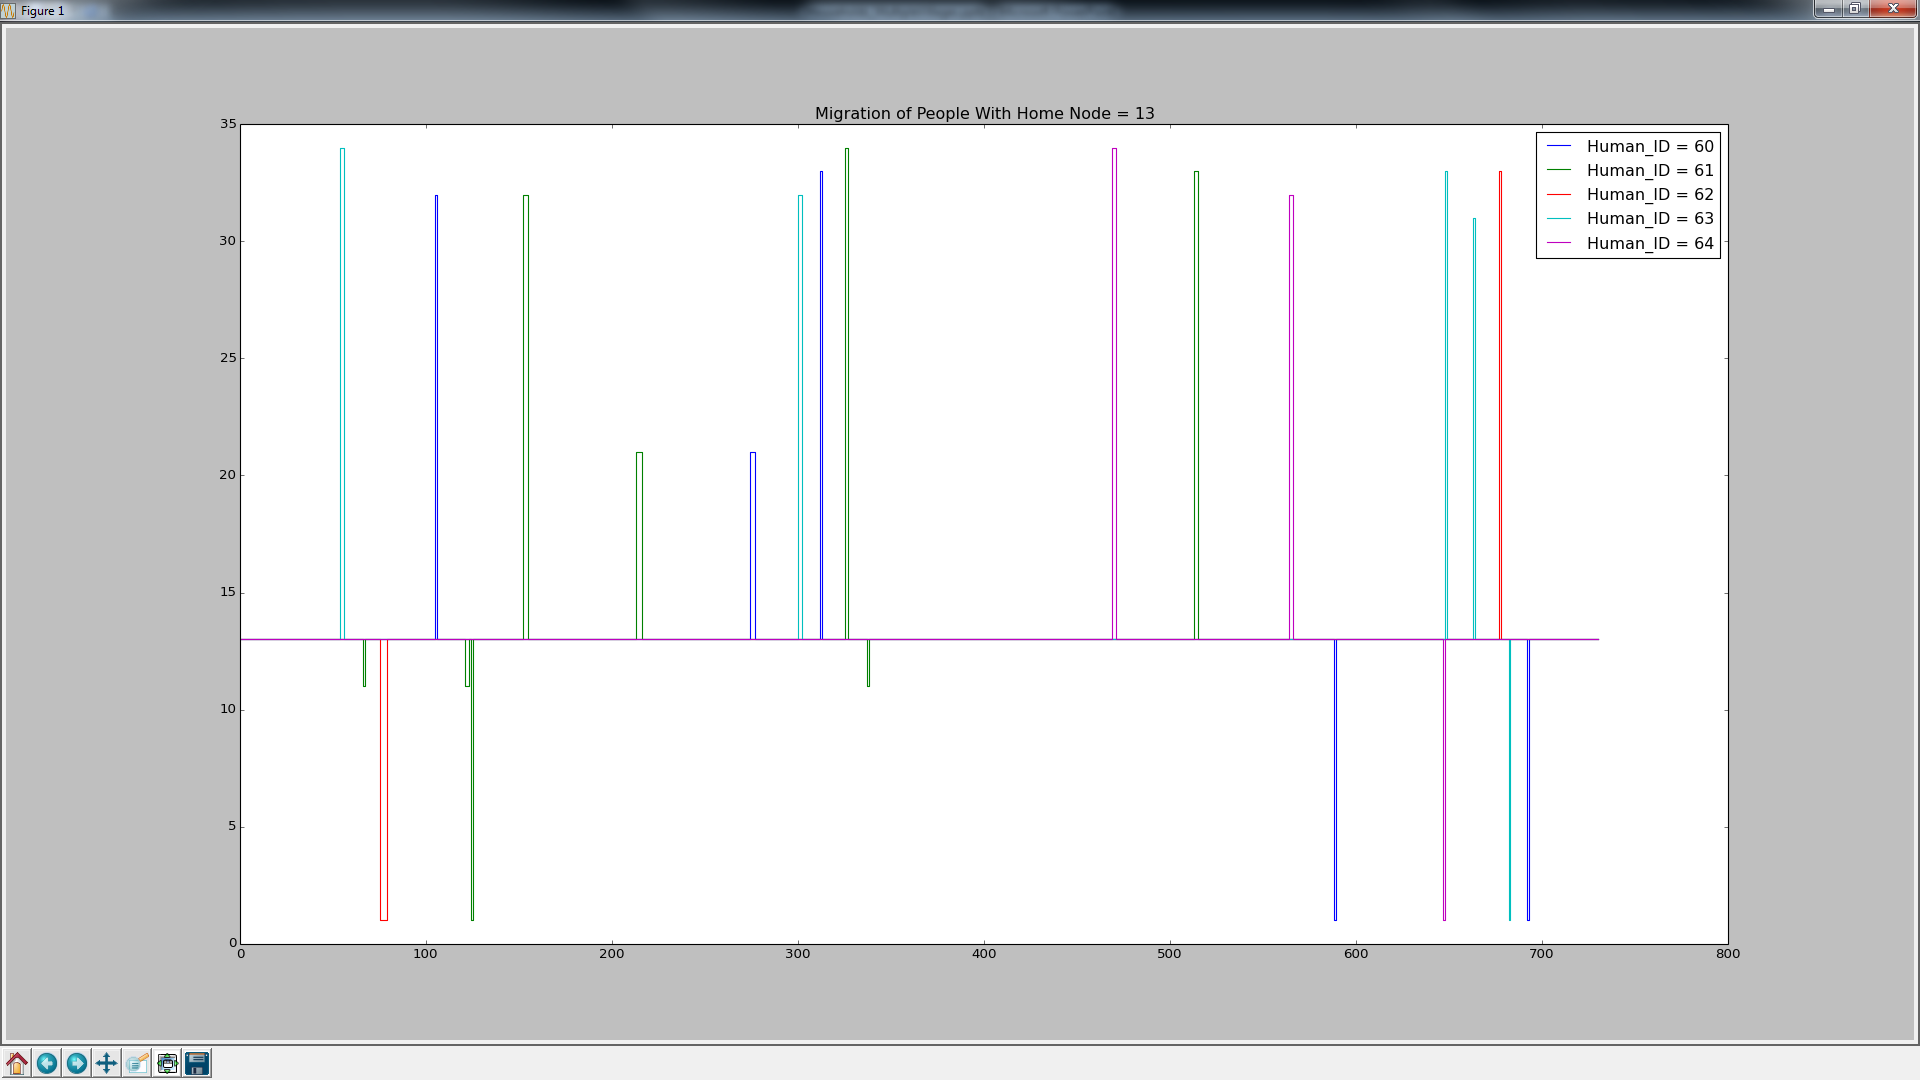 Figure 1
Migration of People With Home Node = 13
35
30
25
20
15
10
5
0
0 100 200 300 400 500 600 700 800
Human_ID = 60
Human_ID = 61
Human_ID = 62
Human_ID = 63
Human_ID = 64